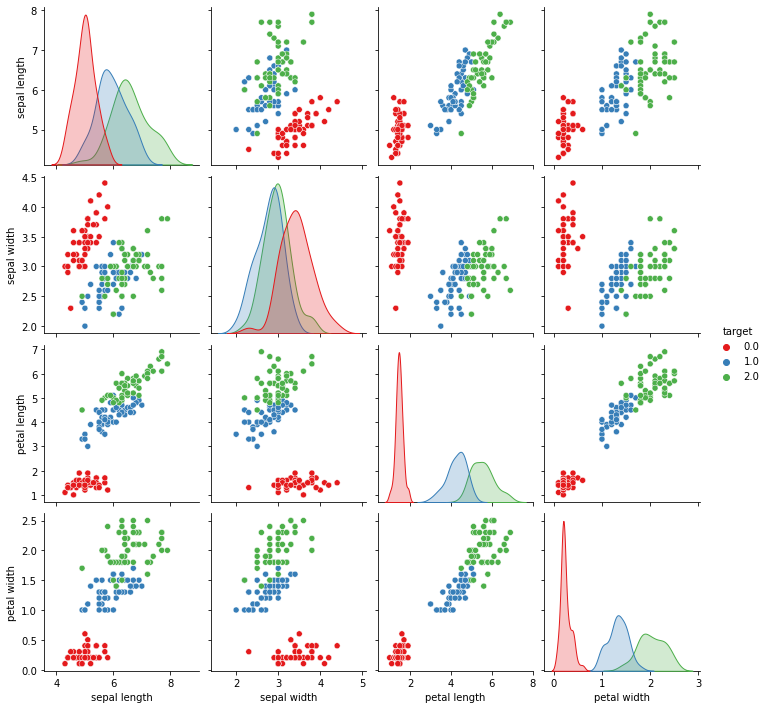 8
7
6
5
sepal length
4.5
4.0
3.5
3.0
2.5
2.0
sepal width
7
6
5
4
3
2
1
petal length
2.5
2.0
1.5
1.0
0.5
0.0
petal width
4 6 8
sepal length
2 3 4 5
sepal width
0 2 4 6 8
petal length
0 1 2 3
petal width
target
0.0
1.0
2.0